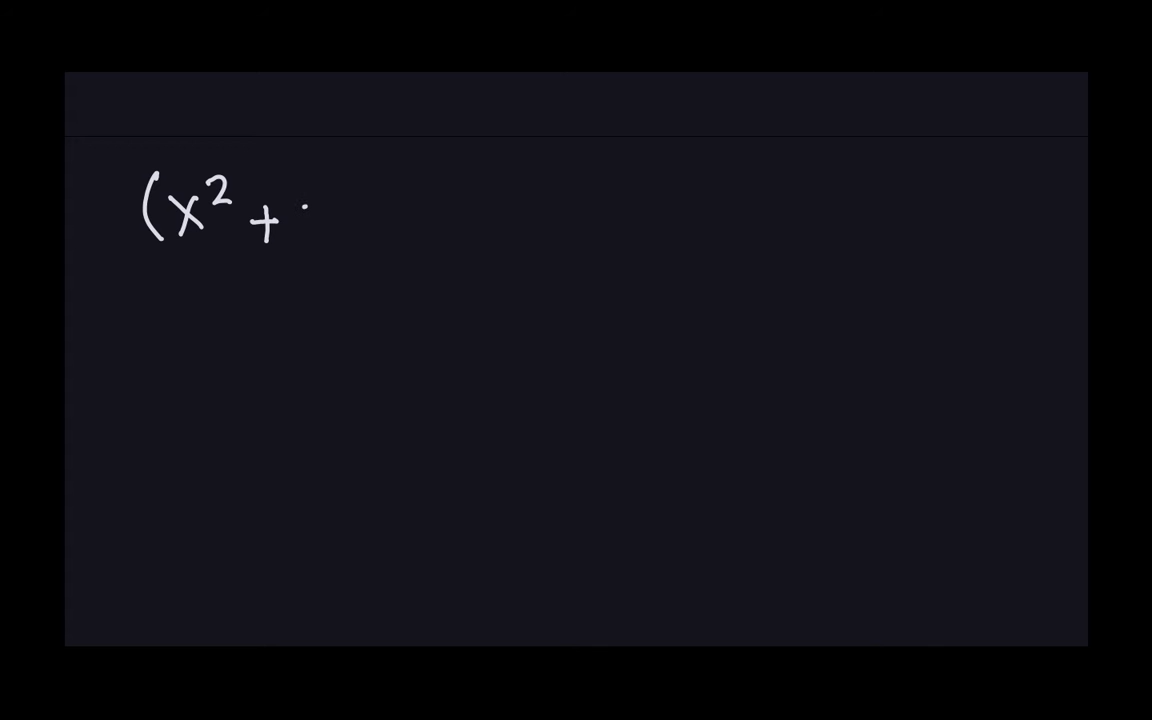 (x² +